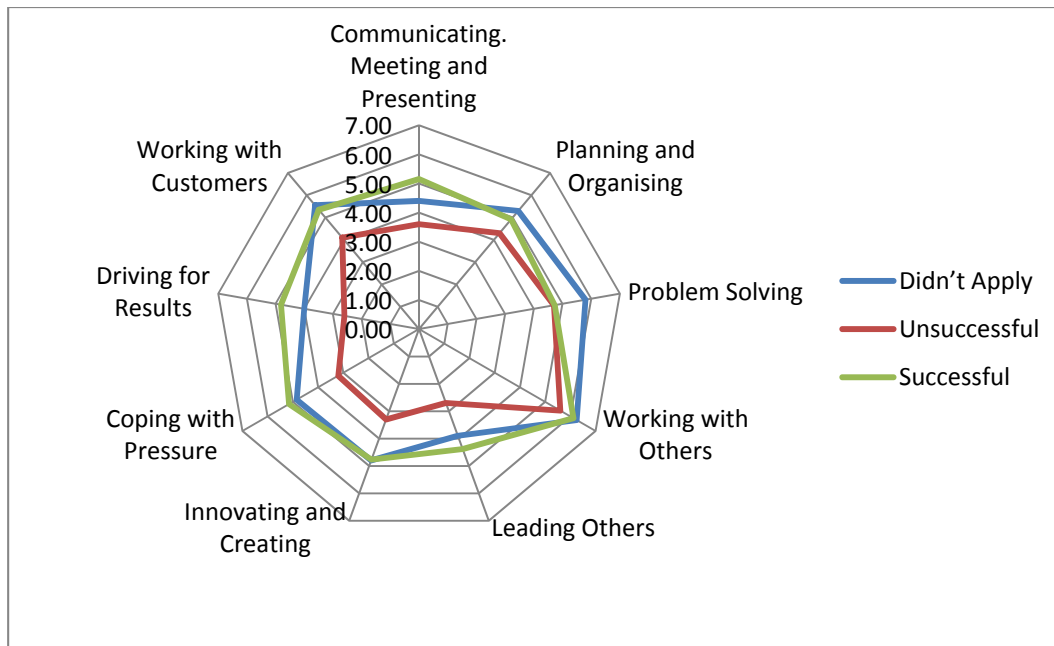 Communicating.
Meeting and
Presenting
7.00
6.00
5.00
4.00
3.00
2.00
1.00
0.00
Planning and
Organising
Problem Solving
Working with
Others
Leading Others
Innovating and
Creating
Coping with
Pressure
Driving for
Results
Working with
Customers
Didn’t Apply
Unsuccessful
Successful